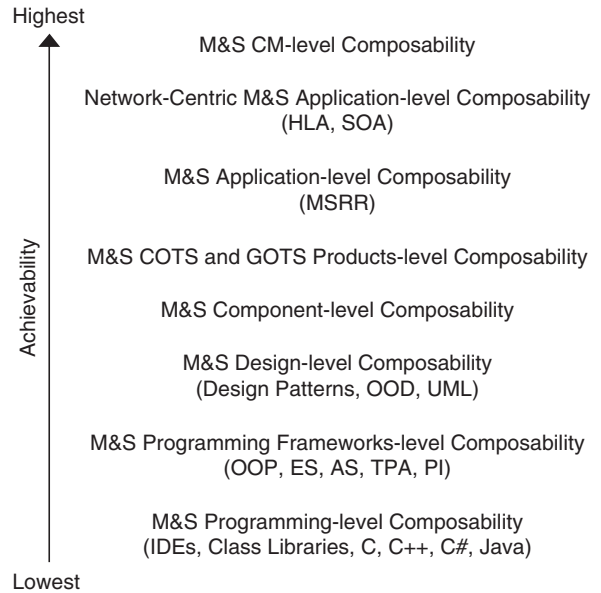 Highest
M&S CM-level Composability
Network-Centric M&S Application-level Composability
(HLA, SOA)
M&S Application-level Composability
(MSRR)
Achievability
M&S COTS and GOTS Products-level Composability
M&S Component-level Composability
M&S Design-level Composability
(Design Patterns, OOD, UML)
M&S Programming Frameworks-level Composability
(OOP, ES, AS, TPA, PI)
M&S Programming-level Composability
(IDEs, Class Libraries, C, C++, C#, Java)
Lowest